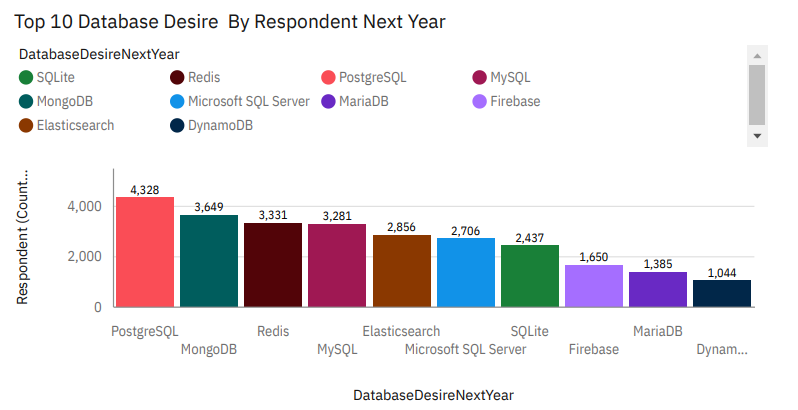 Top 10 Database Desire By Respondent Next Year
DatabaseDesireNextYear
SQLite Redis PostgreSQL MySQL
MongoDB Microsoft SQL Server MariaDB Firebase
Elasticsearch DynamoDB
Respondent (Count...
4,000
2,000
0
4,328 3,649 3,331 3,281 2,856 2,706 2,437 1,650 1,385 1,044
PostgreSQL Redis Elasticsearch SQLite MariaDB
MongoDB MySQL Microsoft SQL Server Firebase Dynam...
DatabaseDesireNextYear